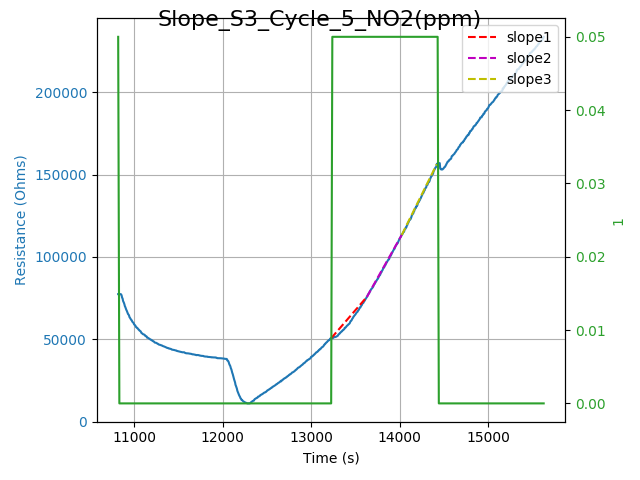 Slope_S3_Cycle_5_NO2(ppm)
slope1
slope2
slope3
Resistance (Ohms)
200000
150000
100000
50000
0
0.05
0.04
0.03
0.02
0.01
0.00
1
11000 12000 13000 14000 15000
Time (s)